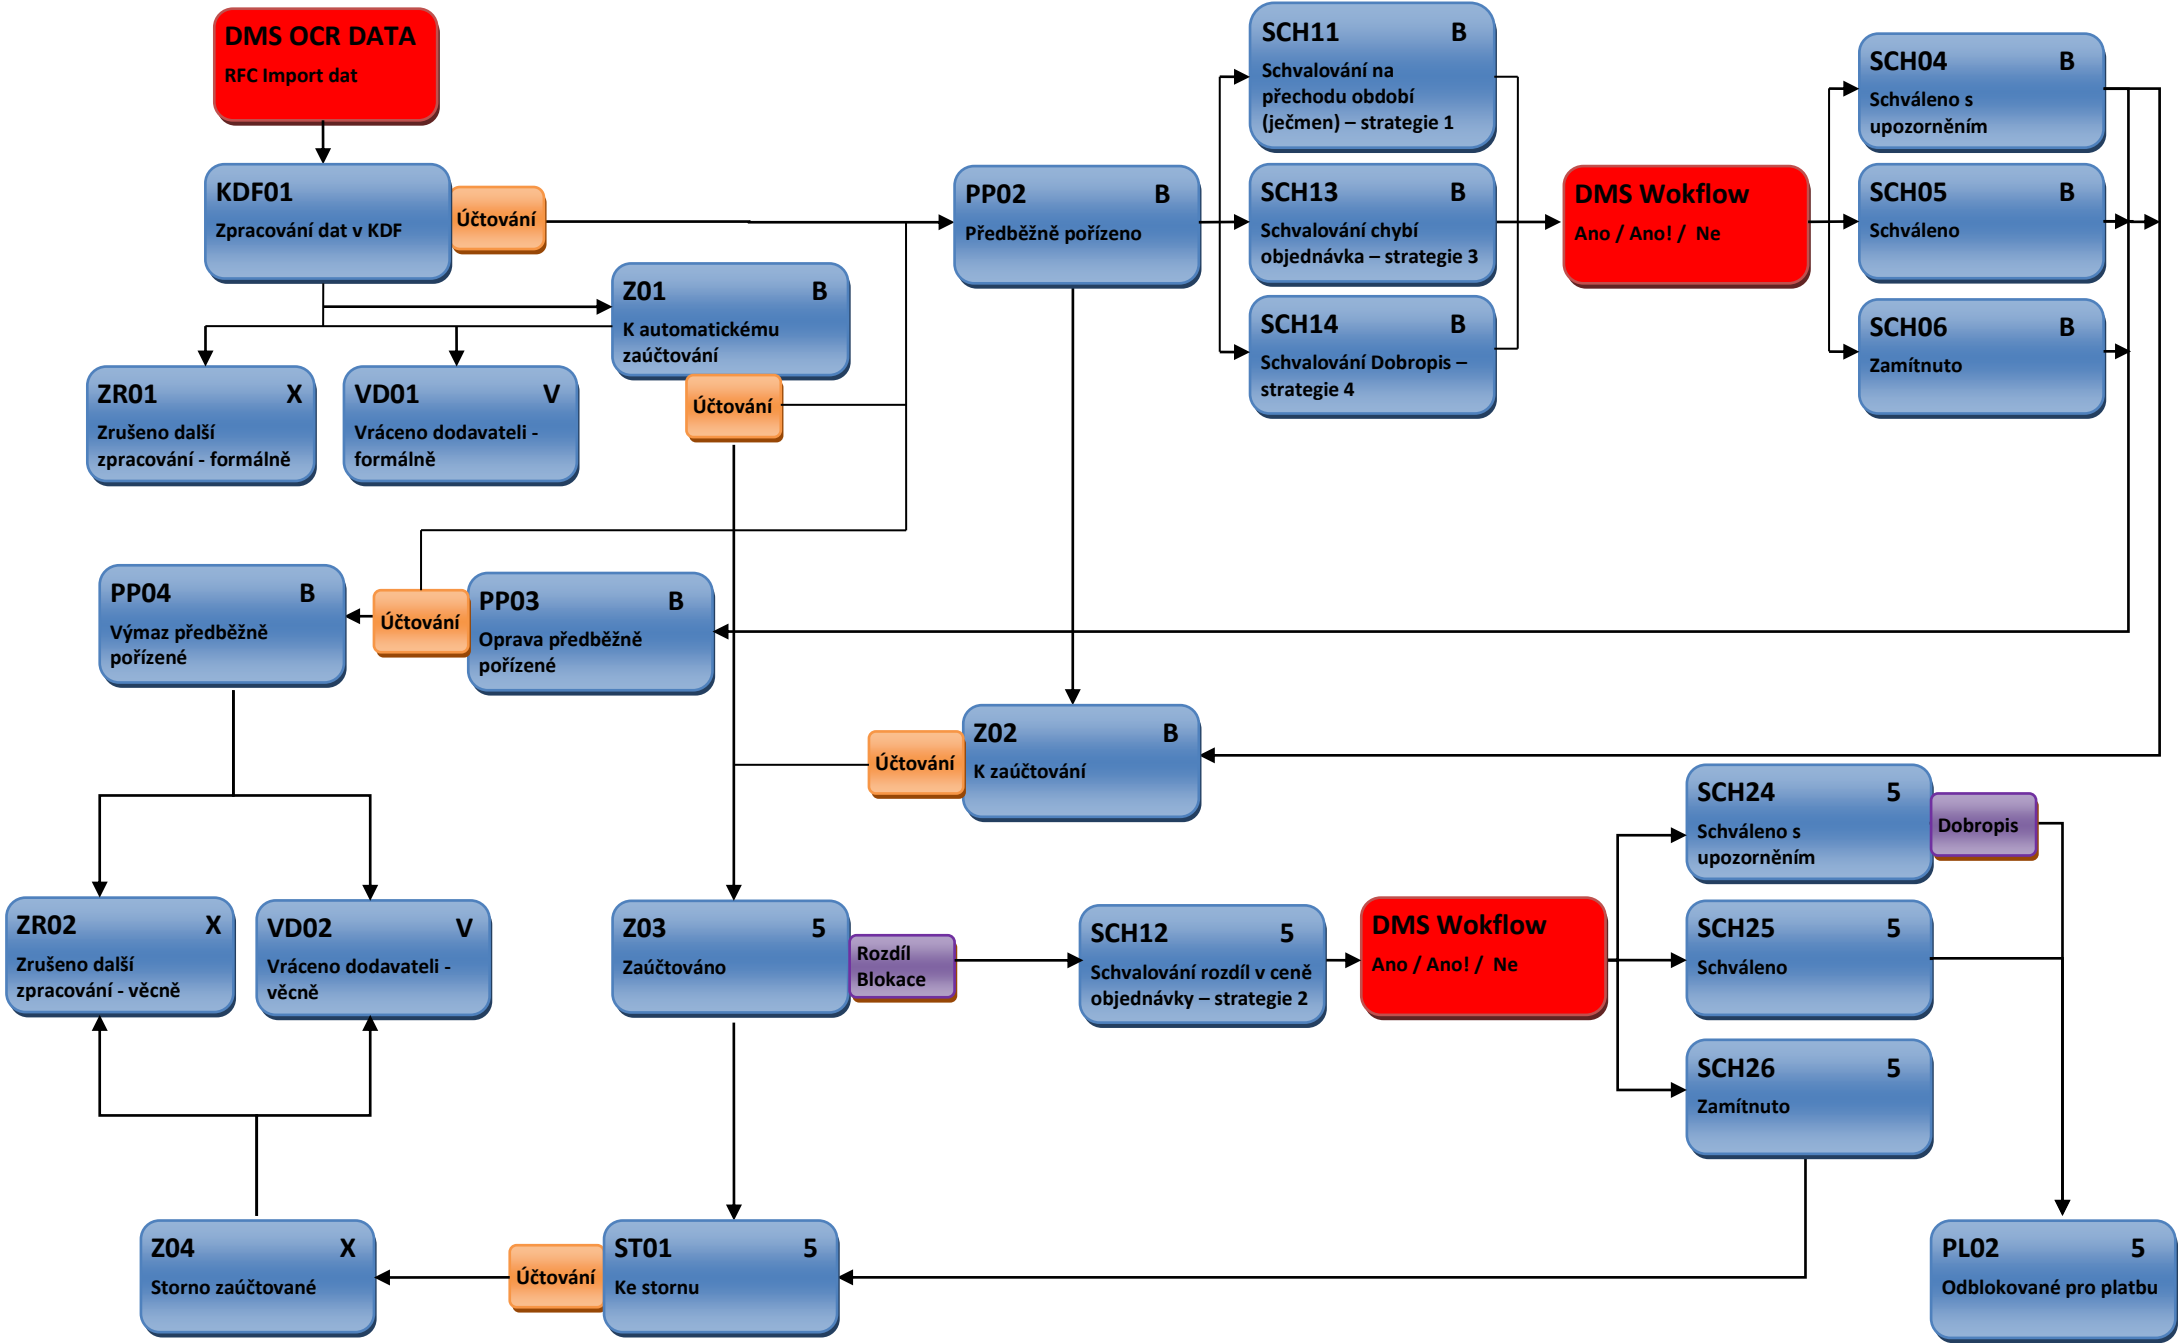 DMS OCR DATA
RFC Import dat
KDF01
Zpracování dat v KDF
Účtování
Z01 B
K automatickému
zaúčtování
Účtování
ZR01 X
Zrušeno další
zpracování - formálně
VD01 V
Vráceno dodavateli -
formálně
PP02 B
Předběžně pořízeno
SCH11 B
Schvalování na
přechodu období
(ječmen) – strategie 1
SCH13 B
Schvalování chybí
objednávka – strategie 3
SCH14 B
Schvalování Dobropis –
strategie 4
DMS Wokflow
Ano / Ano! / Ne
SCH04 B
Schváleno s
upozorněním
SCH05 B
Schváleno
SCH06 B
Zamítnuto
PP04 B
Výmaz předběžně
pořízené
Účtování
PP03 B
Oprava předběžně
pořízené
Účtování
Z02 B
K zaúčtování
ZR02 X
Zrušeno další
zpracování - věcně
VD02 V
Vráceno dodavateli -
věcně
Z03 5
Zaúčtováno
Rozdíl
Blokace
SCH12 5
Schvalování rozdíl v ceně
objednávky – strategie 2
DMS Wokflow
Ano / Ano! / Ne
SCH24 5
Schváleno s
upozorněním
Dobropis
SCH25 5
Schváleno
SCH26 5
Zamítnuto
Z04 X
Storno zaúčtované
Účtování
ST01 5
Ke stornu
PL02 5
Odblokované pro platbu